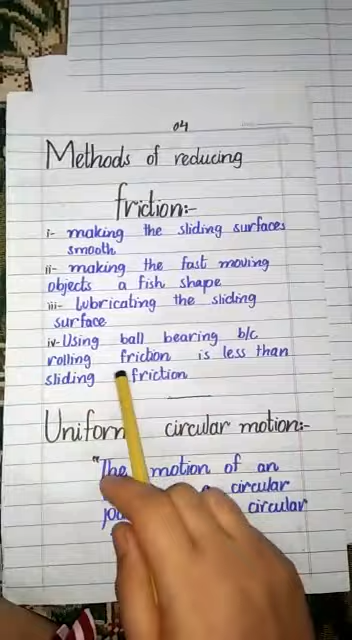 04
Methods of reducing
friction:-
i- making the sliding surfaces
smooth
ii- making the fast moving
objects a fish shape
iii- Lubricating the sliding
surface
iv- Using ball bearing b/c
rolling friction is less than
sliding friction
Uniform circular motion:-
"The motion of an
circular
circular